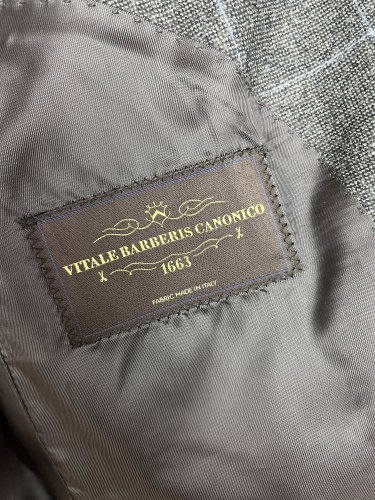 VITALE BARBERIS CANONICO
1663
FABRIC MADE IN ITALY